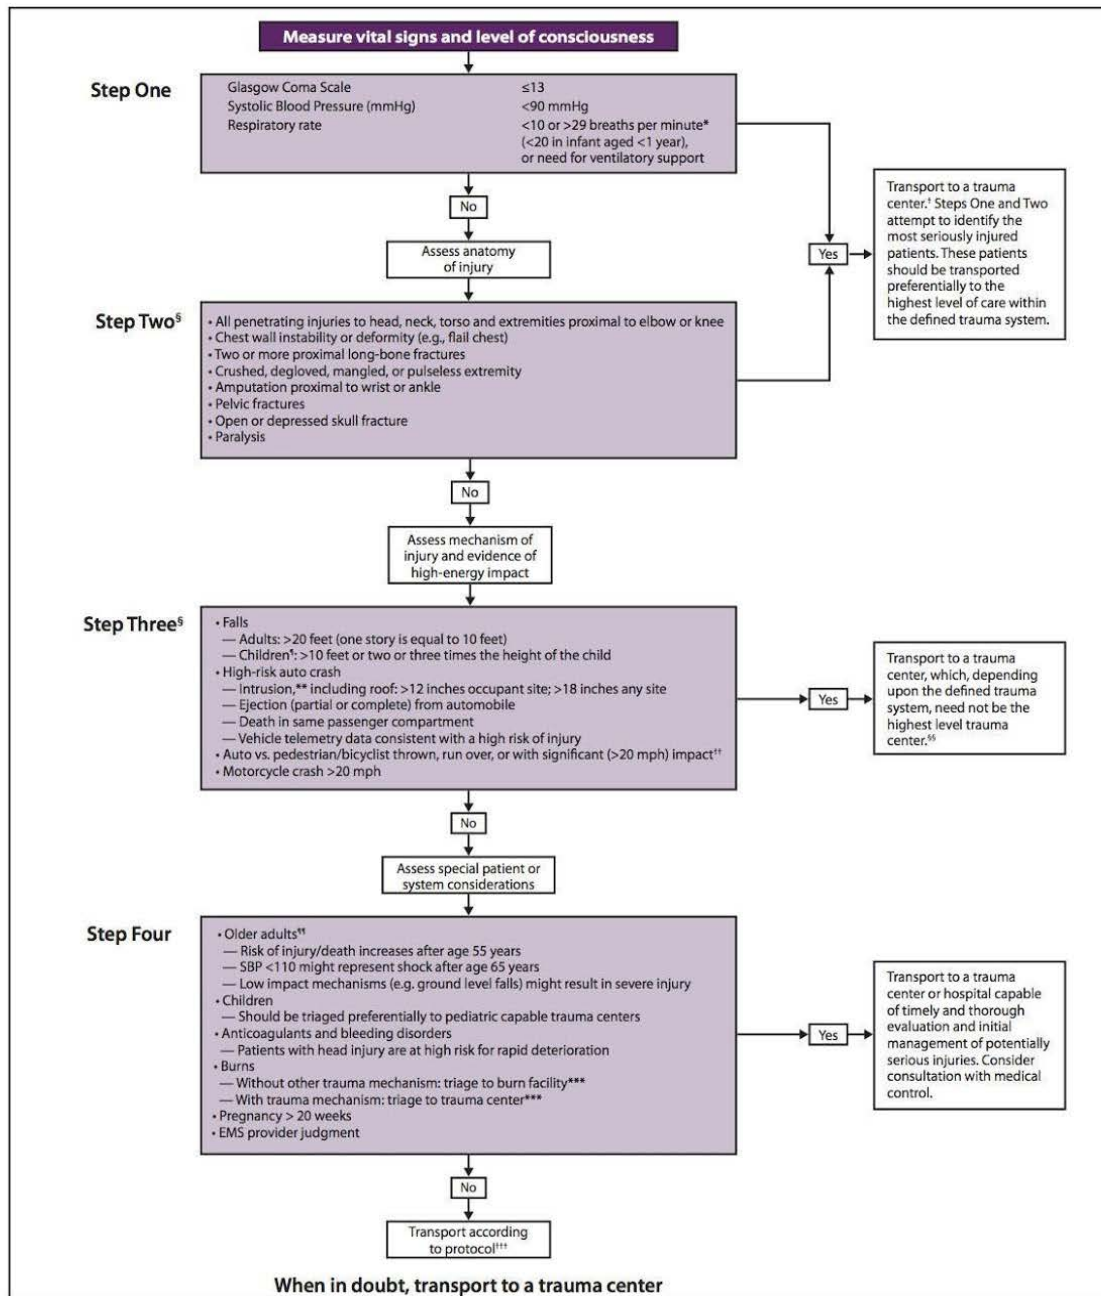 Measure vital signs and level of consciousness
Step One
Glasgow Coma Scale ≤13
Systolic Blood Pressure (mmHg) <90 mmHg
Respiratory rate <10 or >29 breaths per minute*
(<20 in infant aged <1 year),
or need for ventilatory support
No
Yes
Transport to a trauma
center.† Steps One and Two
attempt to identify the
most seriously injured
patients. These patients
should be transported
preferentially to the
highest level of care within
the defined trauma system.
Assess anatomy
of injury
Step Two§
• All penetrating injuries to head, neck, torso and extremities proximal to elbow or knee
• Chest wall instability or deformity (e.g., flail chest)
• Two or more proximal long-bone fractures
• Crushed, degloved, mangled, or pulseless extremity
• Amputation proximal to wrist or ankle
• Pelvic fractures
• Open or depressed skull fracture
• Paralysis
No
Assess mechanism of
injury and evidence of
high-energy impact
Step Three§
• Falls
— Adults: >20 feet (one story is equal to 10 feet)
— Children¶: >10 feet or two or three times the height of the child
• High-risk auto crash
— Intrusion,** including roof: >12 inches occupant site; >18 inches any site
— Ejection (partial or complete) from automobile
— Death in same passenger compartment
— Vehicle telemetry data consistent with a high risk of injury
• Auto vs. pedestrian/bicyclist thrown, run over, or with significant (>20 mph) impact††
• Motorcycle crash >20 mph
Yes
Transport to a trauma
center, which, depending
upon the defined trauma
system, need not be the
highest level trauma
center.§§
No
Assess special patient or
system considerations
Step Four
• Older adults¶¶
— Risk of injury/death increases after age 55 years
— SBP <110 might represent shock after age 65 years
— Low impact mechanisms (e.g. ground level falls) might result in severe injury
• Children
— Should be triaged preferentially to pediatric capable trauma centers
• Anticoagulants and bleeding disorders
— Patients with head injury are at high risk for rapid deterioration
• Burns
— Without other trauma mechanism: triage to burn facility***
— With trauma mechanism: triage to trauma center***
• Pregnancy > 20 weeks
• EMS provider judgment
Yes
Transport to a trauma
center or hospital capable
of timely and thorough
evaluation and initial
management of potentially
serious injuries. Consider
consultation with medical
control.
No
Transport according
to protocol†††
When in doubt, transport to a trauma center